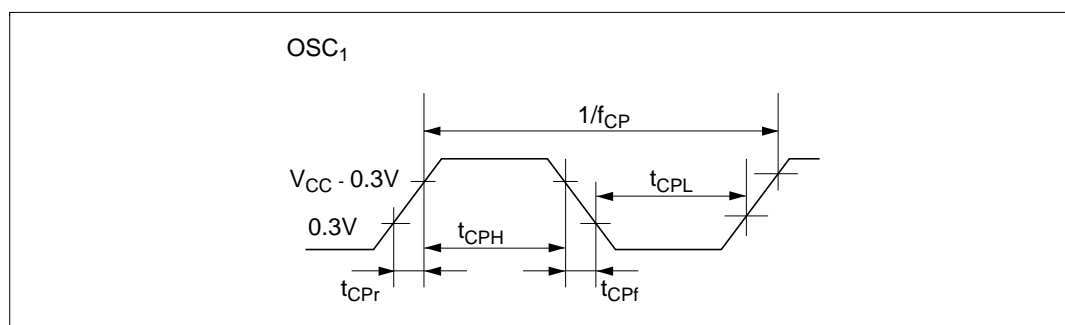 OSC1
1/fCP
VCC - 0.3V
tCPL
0.3V
tCPH
tCPr
tCPf